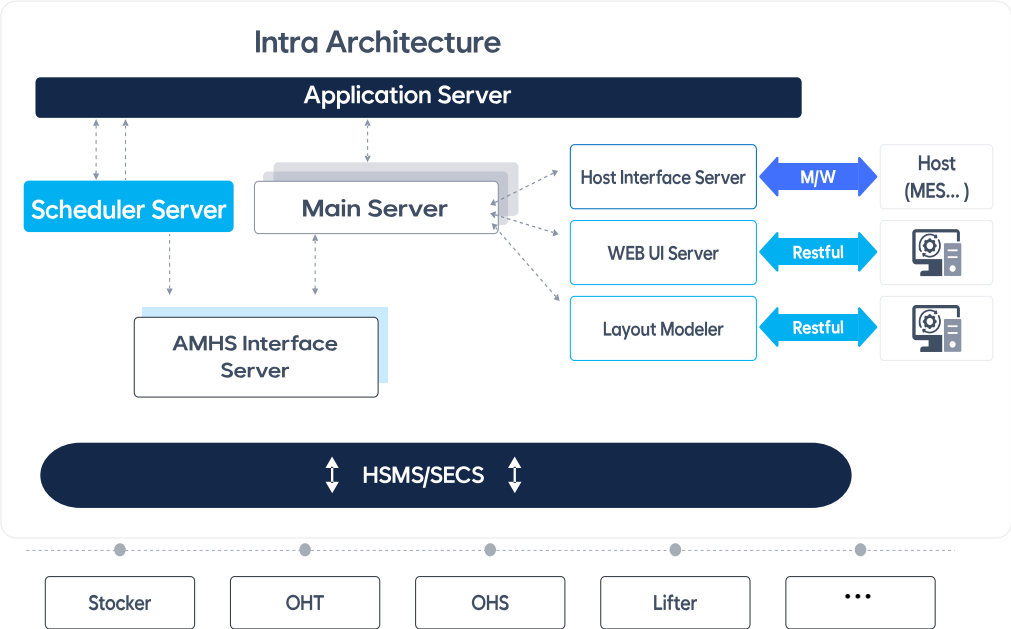 Intra Architecture
Application Server
Scheduler Server
Main Server
Host Interface Server
M/W
Host
(MES... )
WEB UI Server
Restful
Layout Modeler
Restful
AMHS Interface
Server
HSMS/SECS
Stocker
OHT
OHS
Lifter
...